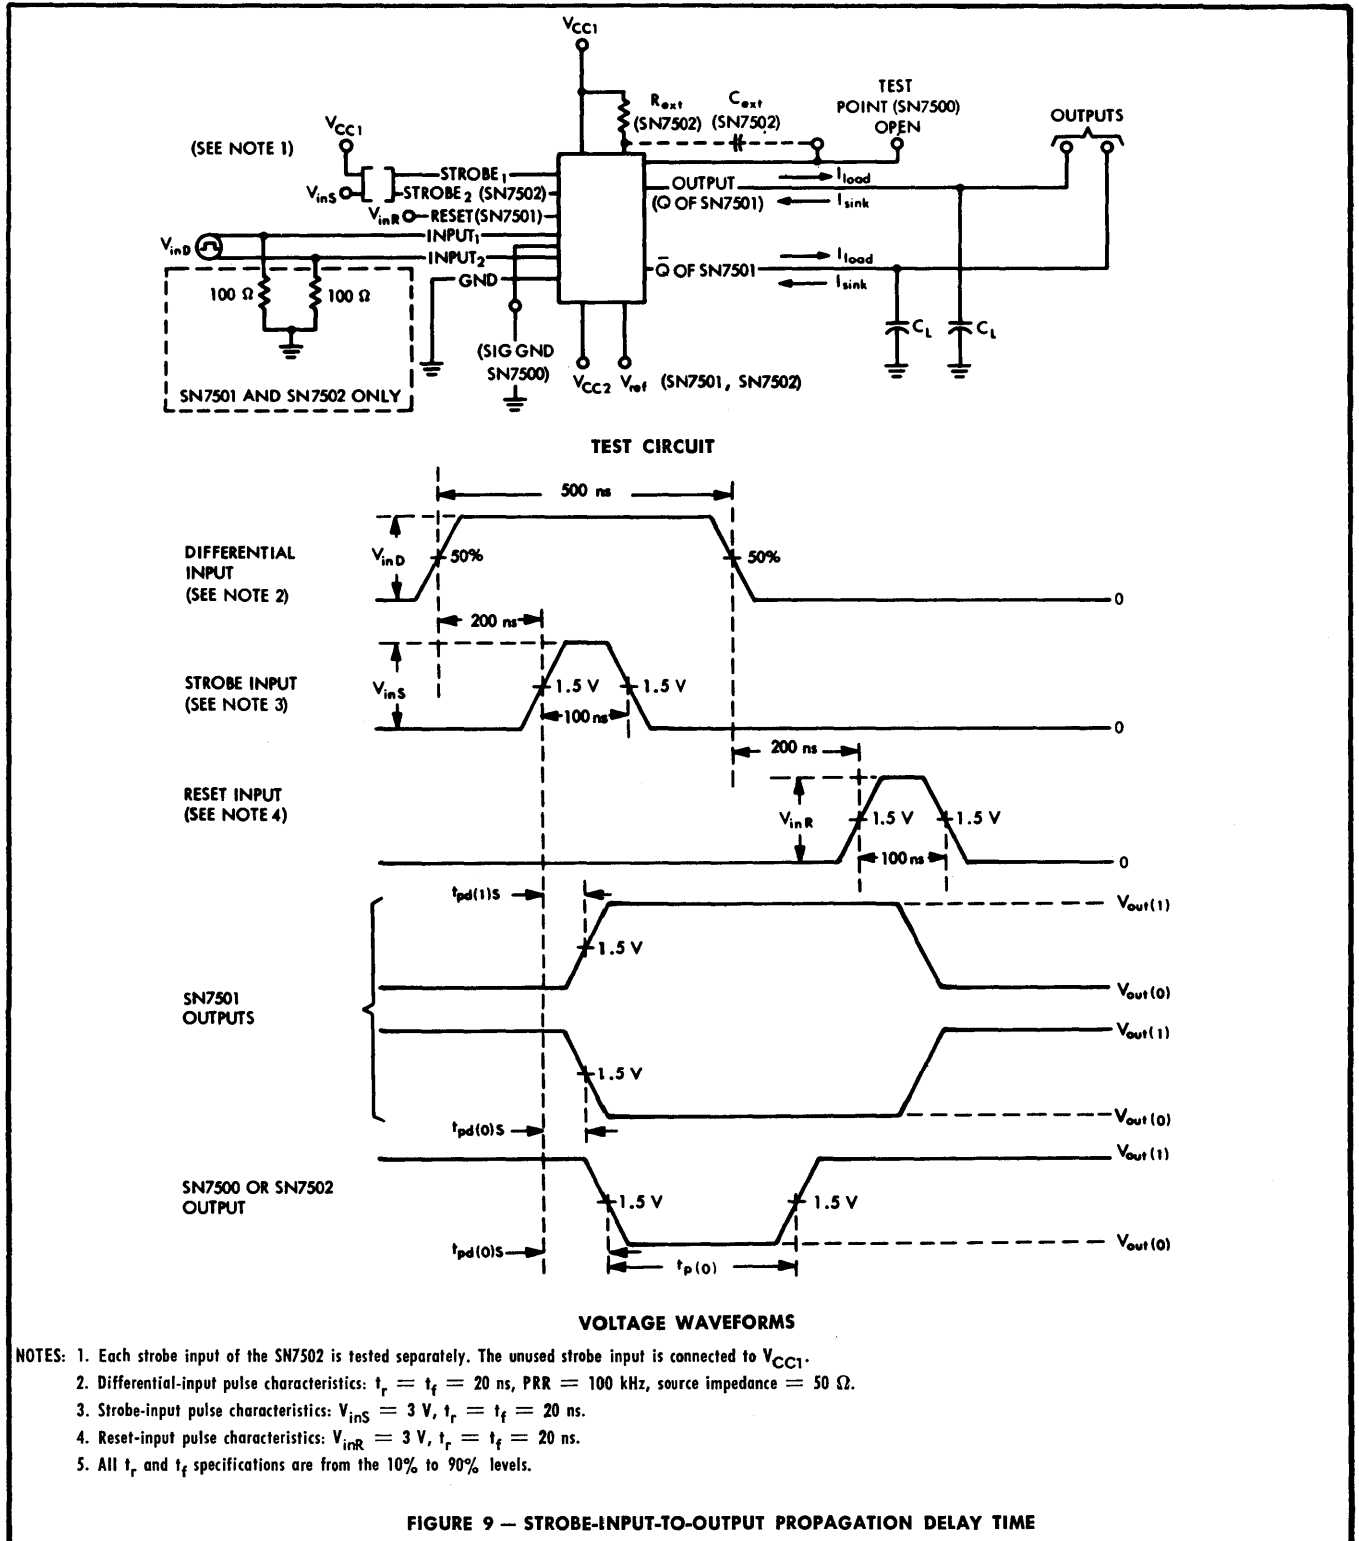 VCC1
Rext
(SN7502)
Cext
(SN7502)
TEST
POINT (SN7500)
OPEN
OUTPUTS
(SEE NOTE 1)
VCC1
VinS
STROBE1
STROBE2 (SN7502)
VinR
RESET(SN7501)
VinD
INPUT1
INPUT2
GND
OUTPUT
(Q OF SN7501)
Iload
Isink
Q̅ OF SN7501
Iload
Isink
100 Ω
100 Ω
SN7501 AND SN7502 ONLY
(SIG GND
SN7500)
VCC2
Vref (SN7501, SN7502)
CL
CL
TEST CIRCUIT
500 ns
DIFFERENTIAL
INPUT
(SEE NOTE 2)
VinD
50%
50%
0
200 ns
STROBE INPUT
(SEE NOTE 3)
VinS
1.5 V
1.5 V
100 ns
0
200 ns
RESET INPUT
(SEE NOTE 4)
VinR
1.5 V
1.5 V
100 ns
0
tpd(1)S
Vout(1)
1.5 V
Vout(0)
SN7501
OUTPUTS
Vout(1)
1.5 V
Vout(0)
tpd(0)S
Vout(1)
SN7500 OR SN7502
OUTPUT
1.5 V
1.5 V
Vout(0)
tpd(0)S
tp(0)
VOLTAGE WAVEFORMS
NOTES: 1. Each strobe input of the SN7502 is tested separately. The unused strobe input is connected to VCC1.
2. Differential-input pulse characteristics: tr = tf = 20 ns, PRR = 100 kHz, source impedance = 50 Ω.
3. Strobe-input pulse characteristics: VinS = 3 V, tr = tf = 20 ns.
4. Reset-input pulse characteristics: VinR = 3 V, tr = tf = 20 ns.
5. All tr and tf specifications are from the 10% to 90% levels.
FIGURE 9 — STROBE-INPUT-TO-OUTPUT PROPAGATION DELAY TIME